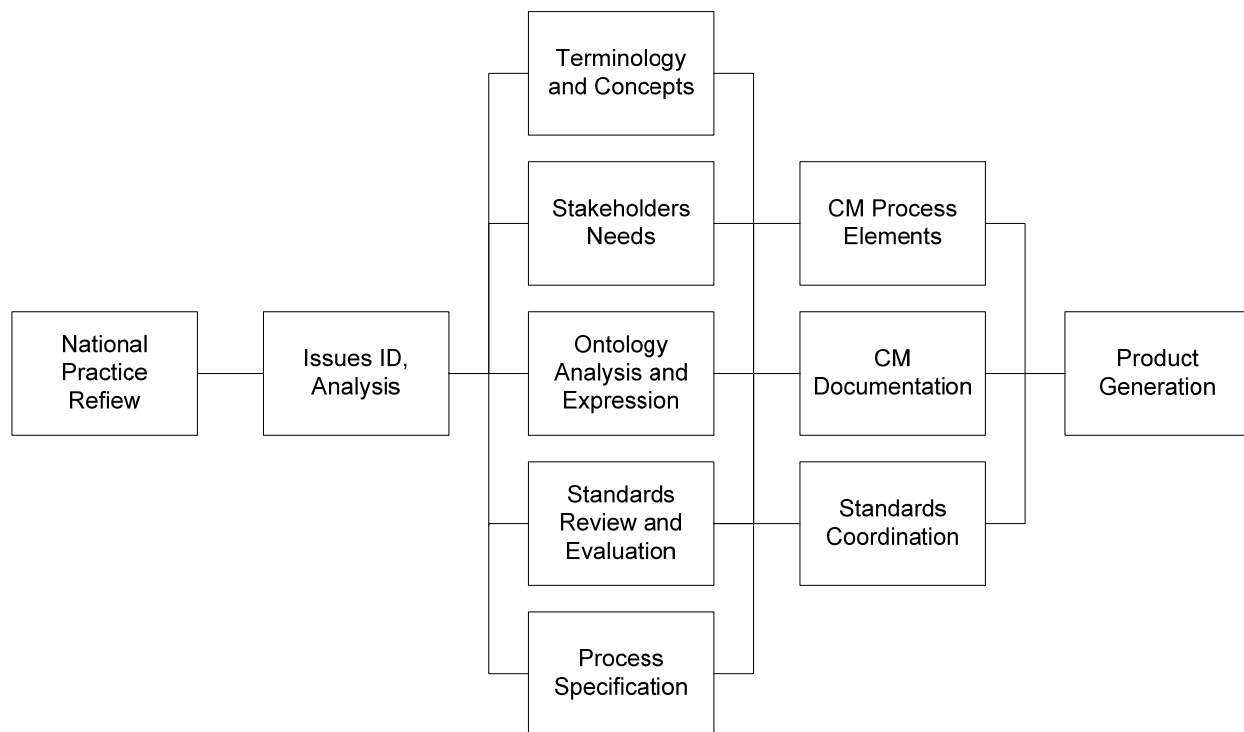 National
Practice
Refiew
Issues ID,
Analysis
Terminology
and Concepts
Stakeholders
Needs
Ontology
Analysis and
Expression
Standards
Review and
Evaluation
Process
Specification
CM Process
Elements
CM
Documentation
Standards
Coordination
Product
Generation